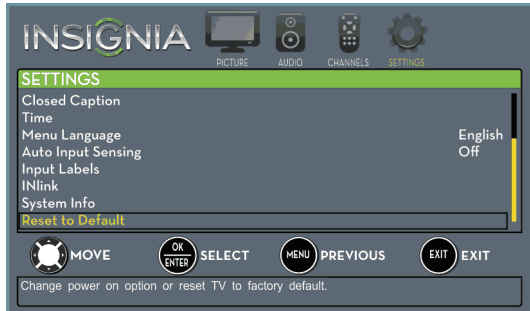 INSIGNIA
PICTURE AUDIO CHANNELS SETTINGS
SETTINGS
Closed Caption
Time
Menu Language English
Auto Input Sensing Off
Input Labels
INlink
System Info
Reset to Default
MOVE OK ENTER SELECT MENU PREVIOUS EXIT EXIT
Change power on option or reset TV to factory default.